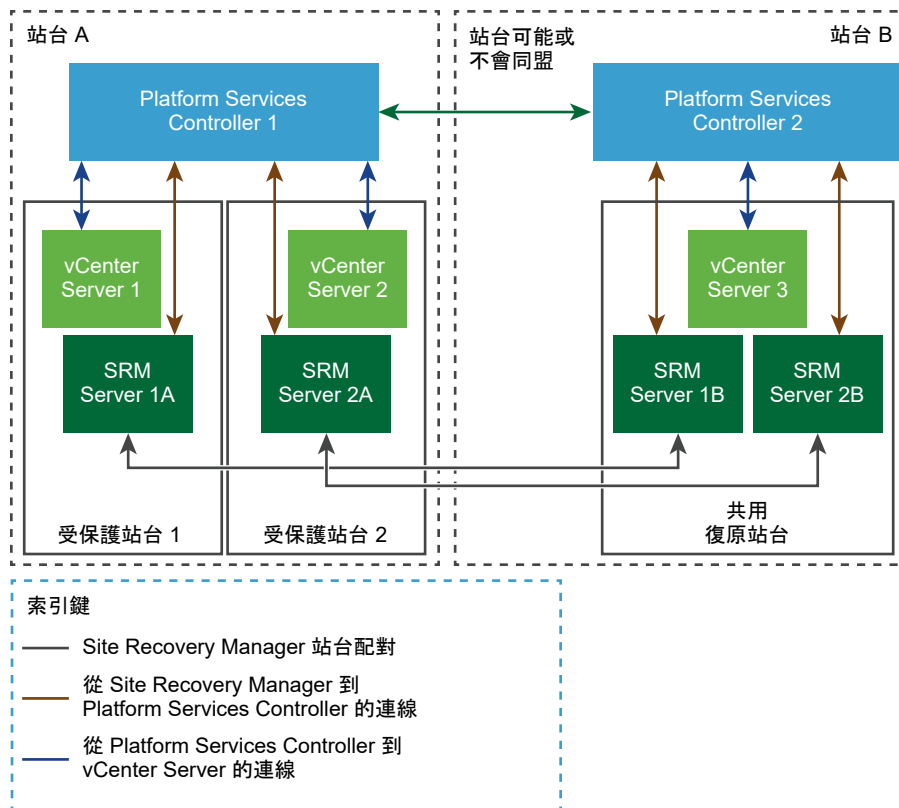 站台 A
站台可能或
不會同盟
站台 B
Platform Services
Controller 1
Platform Services
Controller 2
vCenter
Server 1
vCenter
Server 2
vCenter
Server 3
SRM
Server 1A
SRM
Server 2A
SRM
Server 1B
SRM
Server 2B
受保護站台 1
受保護站台 2
共用
復原站台
索引鍵
Site Recovery Manager 站台配對
從 Site Recovery Manager 到
Platform Services Controller 的連線
從 Platform Services Controller 到
vCenter Server 的連線